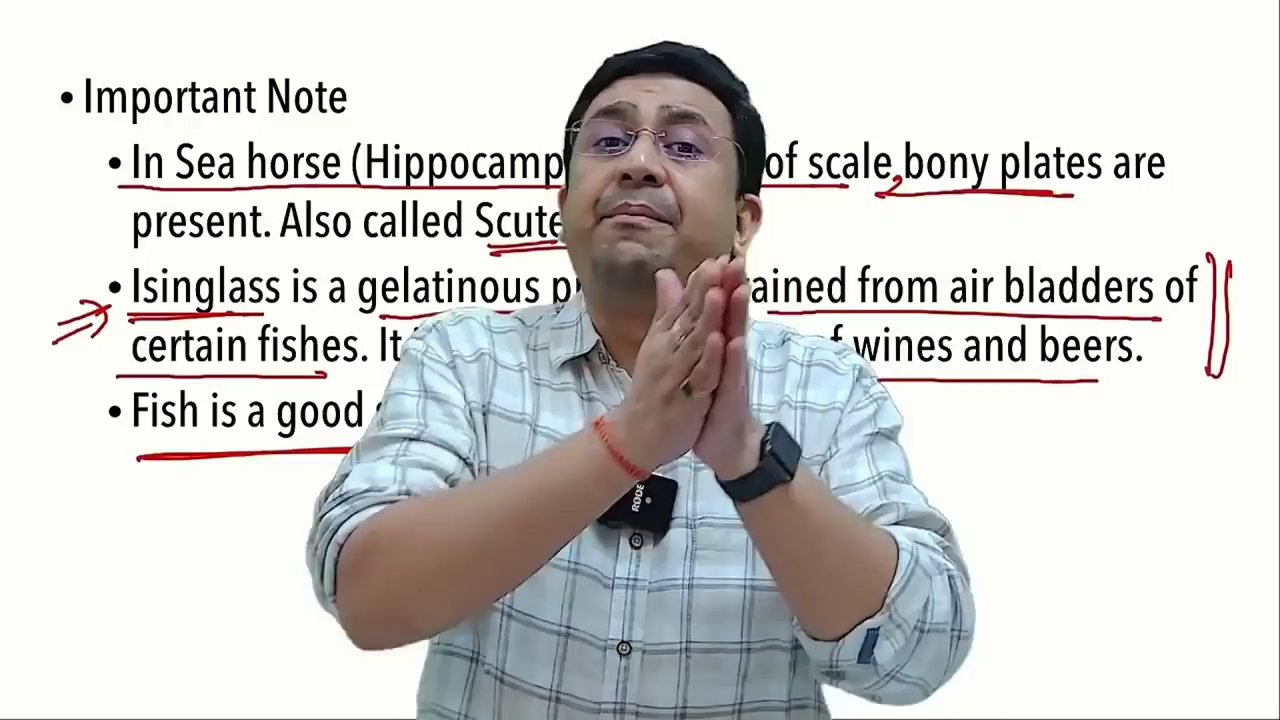 • Important Note
• In Sea horse (Hippocamp of scale, bony plates are
present. Also called Scute
• Isinglass is a gelatinous p ained from air bladders of
certain fishes. It f wines and beers.
• Fish is a good
RODE